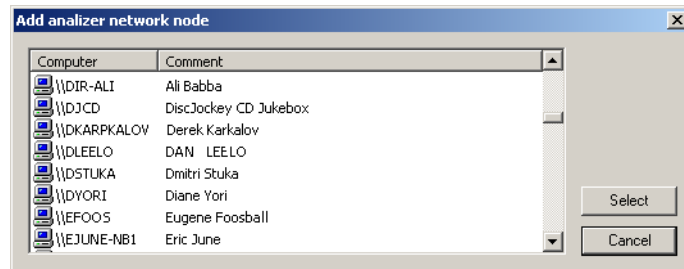 Add analizer network node
Computer Comment
\\DIR-ALI Ali Babba
\\DJCD DiscJockey CD Jukebox
\\DKARPKALOV Derek Karkalov
\\DLEELO DAN LEELO
\\DSTUKA Dmitri Stuka
\\DYORI Diane Yori
\\EFOOS Eugene Foosball
\\EJUNE-NB1 Eric June
Select
Cancel